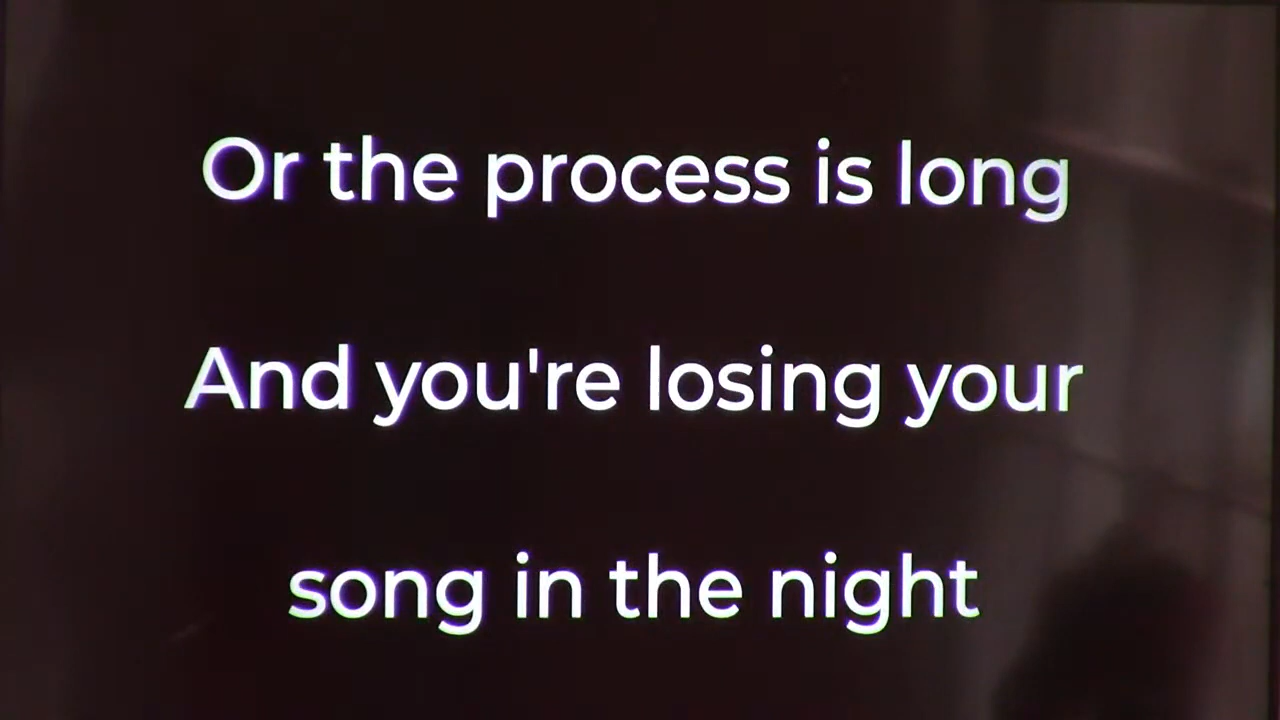 Or the process is long
And you're losing your
song in the night